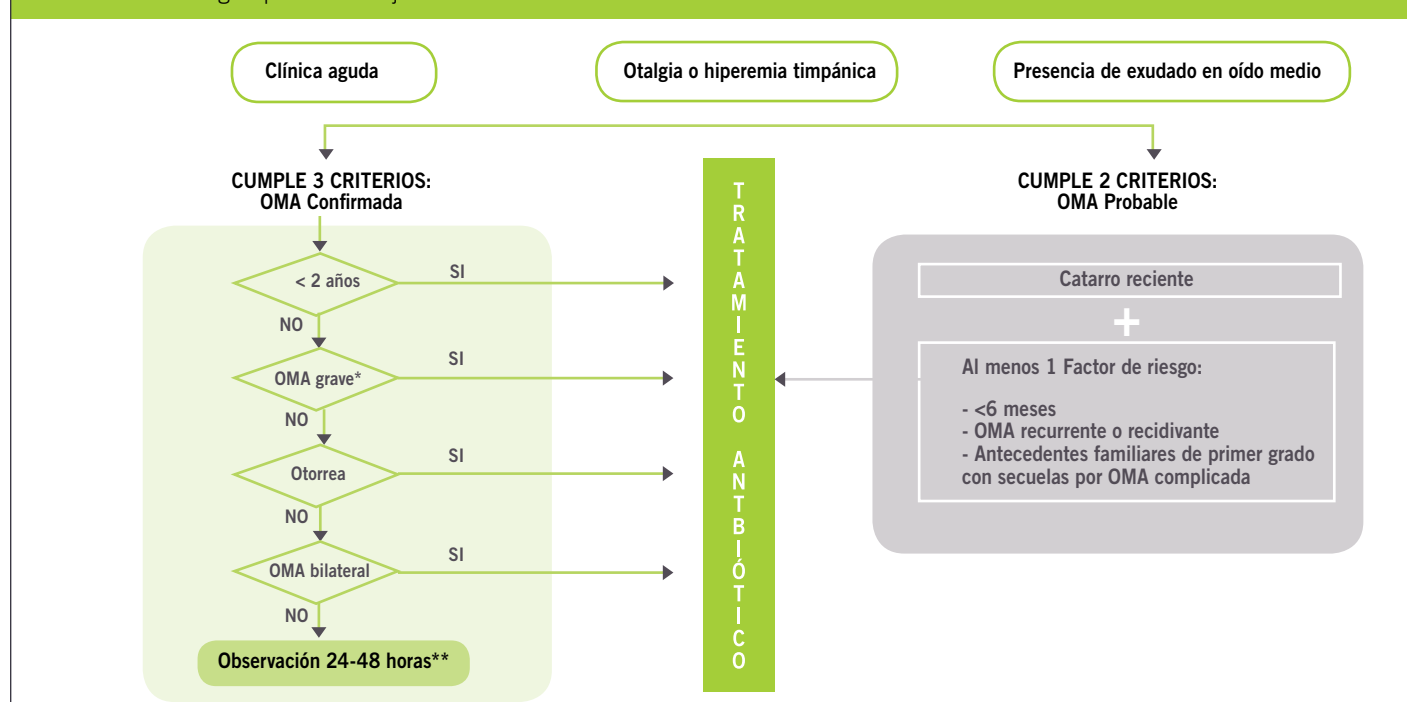 Clínica aguda
Otalgia o hiperemia timpánica
Presencia de exudado en oído medio
CUMPLE 3 CRITERIOS:
OMA Confirmada
< 2 años
SI
NO
OMA grave*
SI
NO
Otorrea
SI
NO
OMA bilateral
SI
NO
Observación 24-48 horas**
TRATAMIENTO ANTBIÓTICO
CUMPLE 2 CRITERIOS:
OMA Probable
Catarro reciente
+
Al menos 1 Factor de riesgo:
- <6 meses
- OMA recurrente o recidivante
- Antecedentes familiares de primer grado
con secuelas por OMA complicada